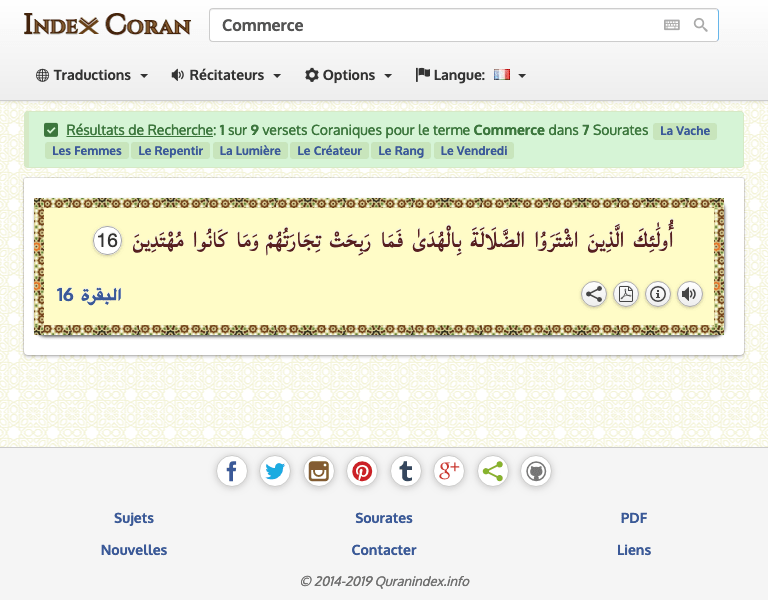 Index Coran
Commerce
Traductions
Récitateurs
Options
Langue:
Résultats de Recherche: 1 sur 9 versets Coraniques pour le terme Commerce dans 7 Sourates La Vache
Les Femmes Le Repentir La Lumière Le Créateur Le Rang Le Vendredi
أُولَٰئِكَ الَّذِينَ اشْتَرَوُا الضَّلَالَةَ بِالْهُدَىٰ فَمَا رَبِحَتْ تِجَارَتُهُمْ وَمَا كَانُوا مُهْتَدِينَ 16
البقرة 16
Sujets
Sourates
PDF
Nouvelles
Contacter
Liens
© 2014-2019 Quranindex.info